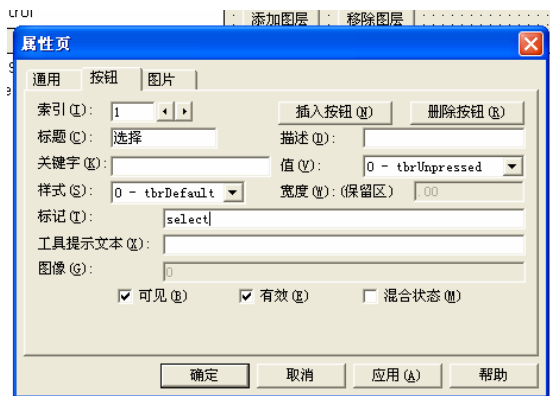 trol
添加图层 移除图层
属性页
通用 按钮 图片
索引(I): 1 插入按钮(N) 删除按钮(R)
标题(C): 选择 描述(D):
关键字(K): 值(V): 0 - tbrUnpressed
样式(S): 0 - tbrDefault 宽度(W):(保留区) .00
标记(T): select
工具提示文本(X):
图像(G): 0
可见(B) 有效(E) 混合状态(M)
确定 取消 应用(A) 帮助